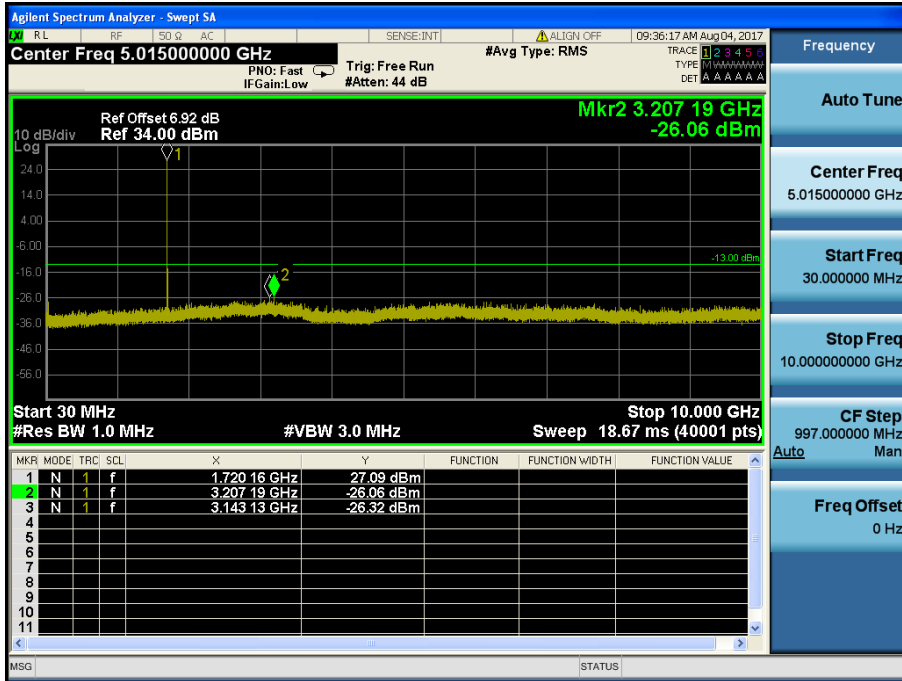 Agilent Spectrum Analyzer - Swept SA
LXI RL RF 50 Ω AC SENSE:INT ALIGN OFF 09:36:17 AM Aug 04, 2017
Center Freq 5.015000000 GHz #Avg Type: RMS TRACE 1 2 3 4 5 6
PNO: Fast Trig: Free Run TYPE M WWWWW
IFGain:Low #Atten: 44 dB DET A A A A A A
Frequency
Auto Tune
Center Freq
5.015000000 GHz
Start Freq
30.000000 MHz
Stop Freq
10.000000000 GHz
CF Step
997.000000 MHz
Auto Man
Freq Offset
0 Hz
Mkr2 3.207 19 GHz
-26.06 dBm
Ref Offset 6.92 dB
10 dB/div Ref 34.00 dBm
Log
1
24.0
14.0
4.00
-6.00
-13.00 dBm
-16.0
2
-26.0
-36.0
-46.0
-56.0
Start 30 MHz Stop 10.000 GHz
#Res BW 1.0 MHz #VBW 3.0 MHz Sweep 18.67 ms (40001 pts)
MKR MODE TRC SCL X Y FUNCTION FUNCTION WIDTH FUNCTION VALUE
1 N 1 f 1.720 16 GHz 27.09 dBm
2 N 1 f 3.207 19 GHz -26.06 dBm
3 N 1 f 3.143 13 GHz -26.32 dBm
4
5
6
7
8
9
10
11
MSG STATUS